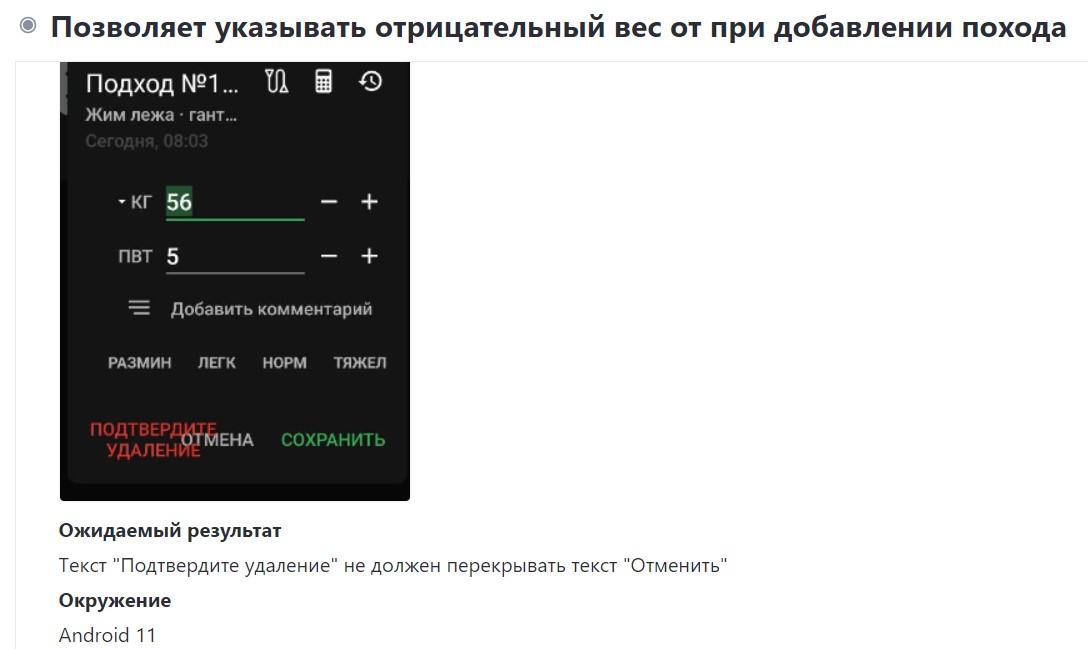 Позволяет указывать отрицательный вес от при добавлении похода
Подход №1...
Жим лежа · гант...
Сегодня, 08:03
КГ 56 − +
ПВТ 5 − +
Добавить комментарий
РАЗМИН ЛЕГК НОРМ ТЯЖЕЛ
ПОДТВЕРДИТЕ
УДАЛЕНИЕ
ОТМЕНА СОХРАНИТЬ
Ожидаемый результат
Текст "Подтвердите удаление" не должен перекрывать текст "Отменить"
Окружение
Android 11